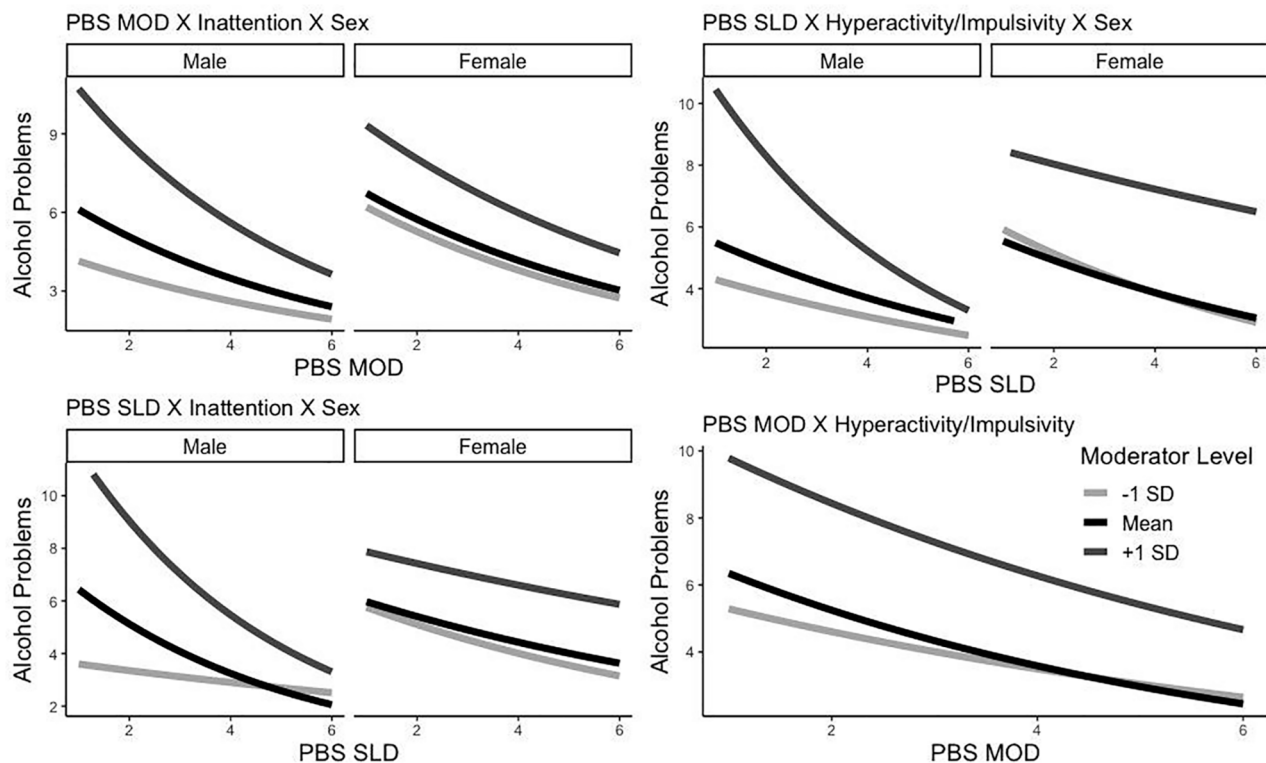 PBS MOD X Inattention X Sex
Male
Female
Alcohol Problems
9
6
3
2
4
6
2
4
6
PBS MOD
PBS SLD X Hyperactivity/Impulsivity X Sex
Male
Female
Alcohol Problems
10
8
6
4
2
4
6
2
4
6
PBS SLD
PBS SLD X Inattention X Sex
Male
Female
Alcohol Problems
10
8
6
4
2
2
4
6
2
4
6
PBS SLD
PBS MOD X Hyperactivity/Impulsivity
Alcohol Problems
10
8
6
4
2
4
6
PBS MOD
Moderator Level
-1 SD
Mean
+1 SD